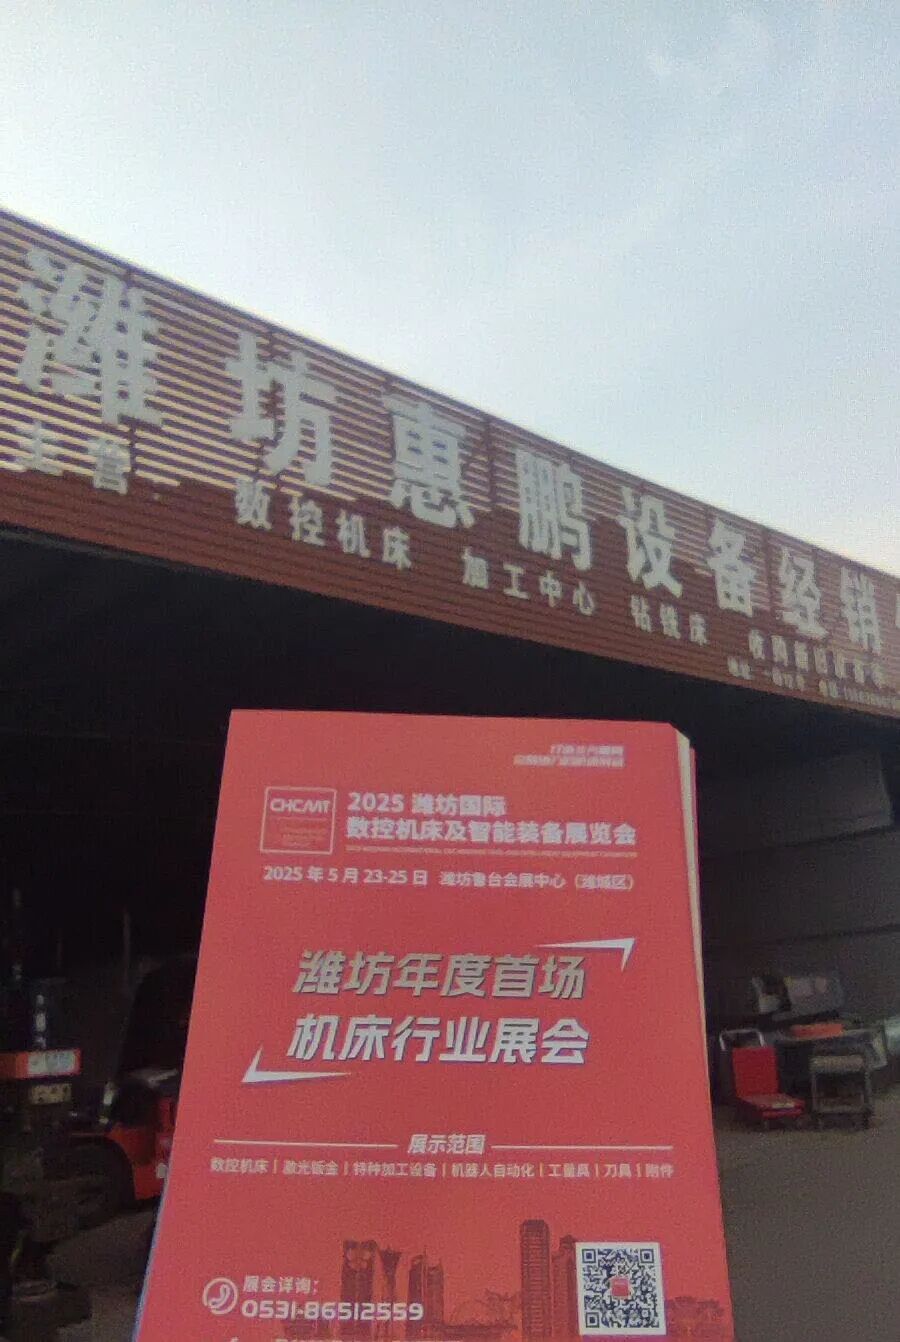 潍坊惠鹏设备经销
主营：数控机床 加工中心 钻铣床
CHCMT
2025 潍坊国际
数控机床及智能装备展览会
2025 年 5 月 23-25 日 潍坊鲁台会展中心（潍城区）
潍坊年度首场
机床行业展会
展示范围
数控机床 | 激光钣金 | 特种加工设备 | 机器人自动化 | 工量具 | 刀具 | 附件
展会详询：
0531-86512559